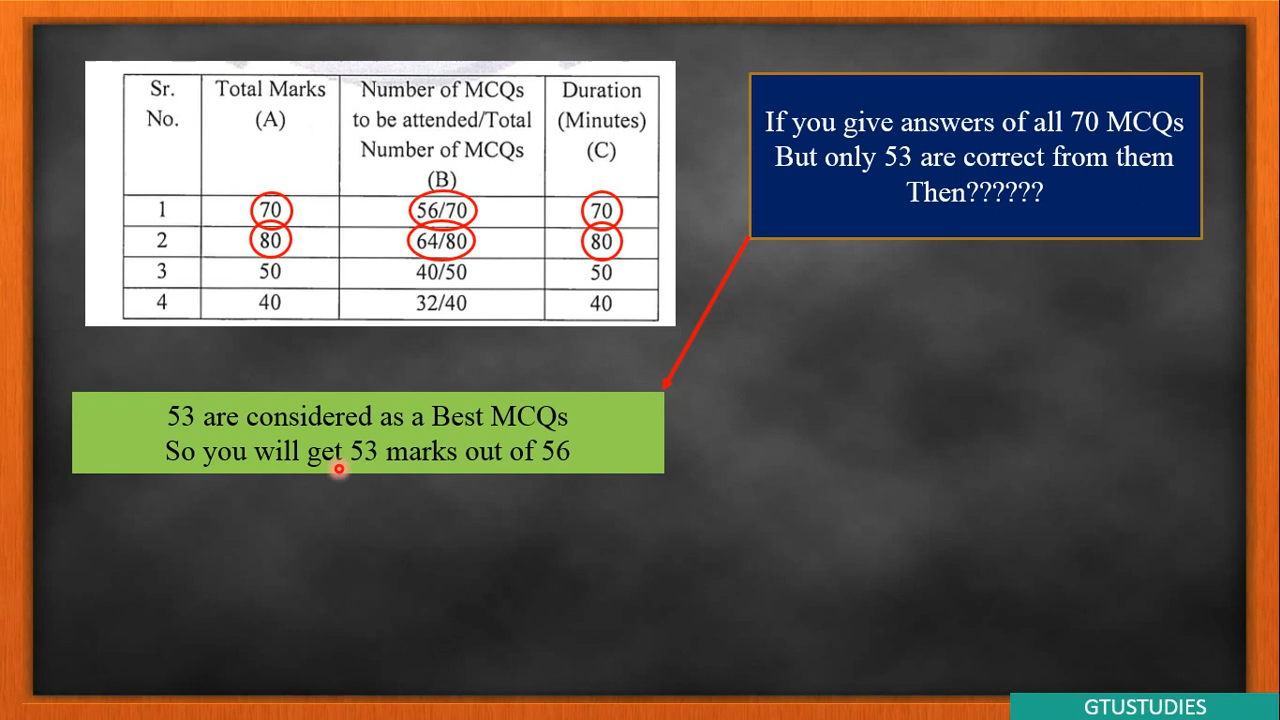 Sr. No. Total Marks (A) Number of MCQs to be attended/Total Number of MCQs (B) Duration (Minutes) (C)
1 70 56/70 70
2 80 64/80 80
3 50 40/50 50
4 40 32/40 40
If you give answers of all 70 MCQs
But only 53 are correct from them
Then??????
53 are considered as a Best MCQs
So you will get 53 marks out of 56
GTUSTUDIES